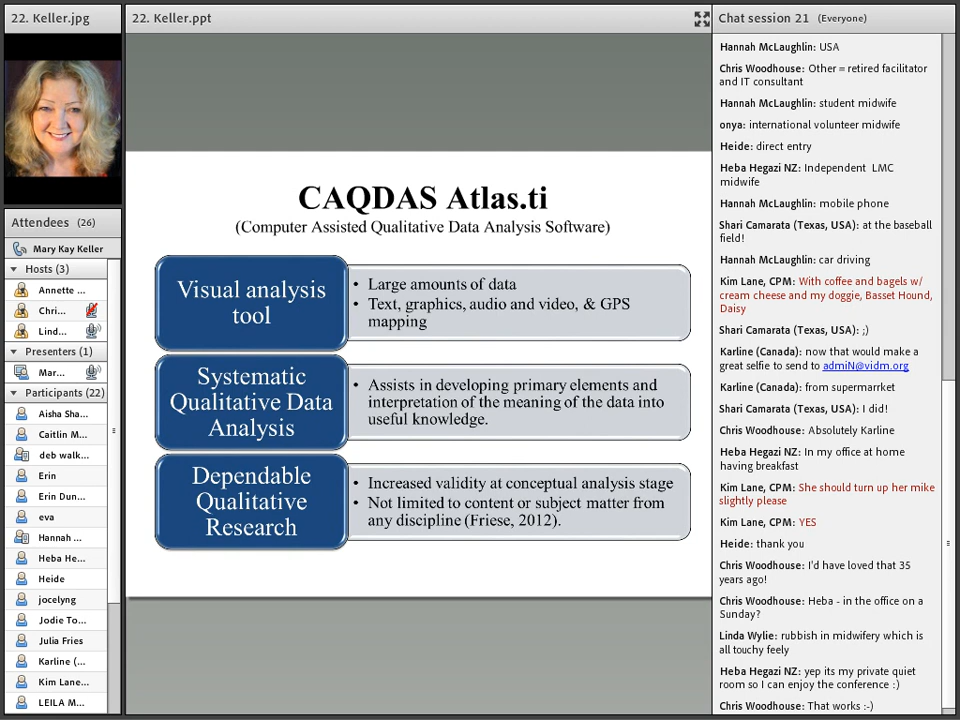 22. Keller.jpg
22. Keller.ppt
Chat session 21 (Everyone)
Attendees (26)
Mary Kay Keller
Hosts (3)
Annette ...
Chri...
Lind...
Presenters (1)
Mar...
Participants (22)
Aisha Sha...
Caitlin M...
deb walk...
Erin
Erin Dun...
eva
Hannah ...
Heba He...
Heide
jocelyng
Jodie To...
Julia Fries
Karline (...
Kim Lane...
LEILA M...
CAQDAS Atlas.ti
(Computer Assisted Qualitative Data Analysis Software)
Visual analysis
tool
• Large amounts of data
• Text, graphics, audio and video, & GPS
mapping
Systematic
Qualitative Data
Analysis
• Assists in developing primary elements and
interpretation of the meaning of the data into
useful knowledge.
Dependable
Qualitative
Research
• Increased validity at conceptual analysis stage
• Not limited to content or subject matter from
any discipline (Friese, 2012).
Hannah McLaughlin: USA
Chris Woodhouse: Other = retired facilitator
and IT consultant
Hannah McLaughlin: student midwife
onya: international volunteer midwife
Heide: direct entry
Heba Hegazi NZ: Independent LMC
midwife
Hannah McLaughlin: mobile phone
Shari Camarata (Texas, USA): at the baseball
field!
Hannah McLaughlin: car driving
Kim Lane, CPM: With coffee and bagels w/
cream cheese and my doggie, Basset Hound,
Daisy
Shari Camarata (Texas, USA): ;)
Karline (Canada): now that would make a
great selfie to send to admiN@vidm.org
Karline (Canada): from supermarrket
Shari Camarata (Texas, USA): I did!
Chris Woodhouse: Absolutely Karline
Heba Hegazi NZ: In my office at home
having breakfast
Kim Lane, CPM: She should turn up her mike
slightly please
Kim Lane, CPM: YES
Heide: thank you
Chris Woodhouse: I'd have loved that 35
years ago!
Chris Woodhouse: Heba - in the office on a
Sunday?
Linda Wylie: rubbish in midwifery which is
all touchy feely
Heba Hegazi NZ: yep its my private quiet
room so I can enjoy the conference :)
Chris Woodhouse: That works :-)